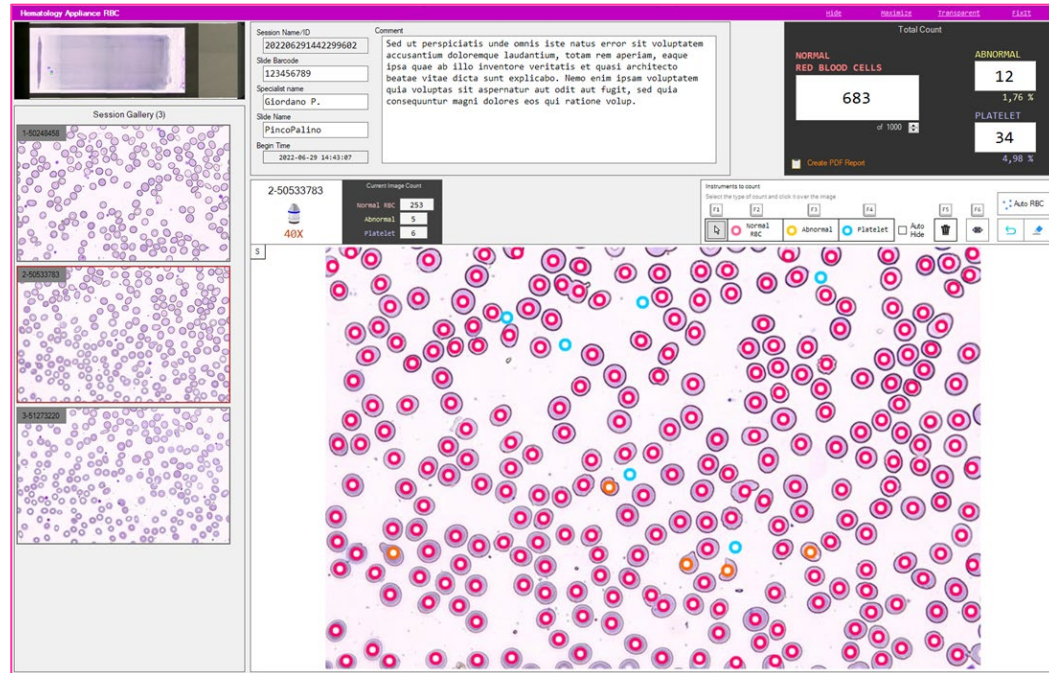 Hematology Appliance RBC
Hide
Maximize
Transparent
FixIt
Session Name/ID
202206291442299602
Slide Barcode
123456789
Specialist name
Giordano P.
Slide Name
PincoPalino
Begin Time
2022-06-29 14:43:07
Comment
Sed ut perspiciatis unde omnis iste natus error sit voluptatem
accusantium doloremque laudantium, totam rem aperiam, eaque
ipsa quae ab illo inventore veritatis et quasi architecto
beatae vitae dicta sunt explicabo. Nemo enim ipsam voluptatem
quia voluptas sit aspernatur aut odit aut fugit, sed quia
consequuntur magni dolores eos qui ratione volup.
Total Count
NORMAL
RED BLOOD CELLS
683
of 1000
Create PDF Report
ABNORMAL
12
1,76 %
PLATELET
34
4,98 %
Session Gallery (3)
1-50248458
2-50533783
3-51273220
2-50533783
40X
Current Image Count
Normal RBC 253
Abnormal 5
Platelet 6
Instruments to count
Select the type of count and click it over the image
F1
F2
F3
F4
F5
F6
Normal
RBC
Abnormal
Platelet
Auto
Hide
Auto RBC
S